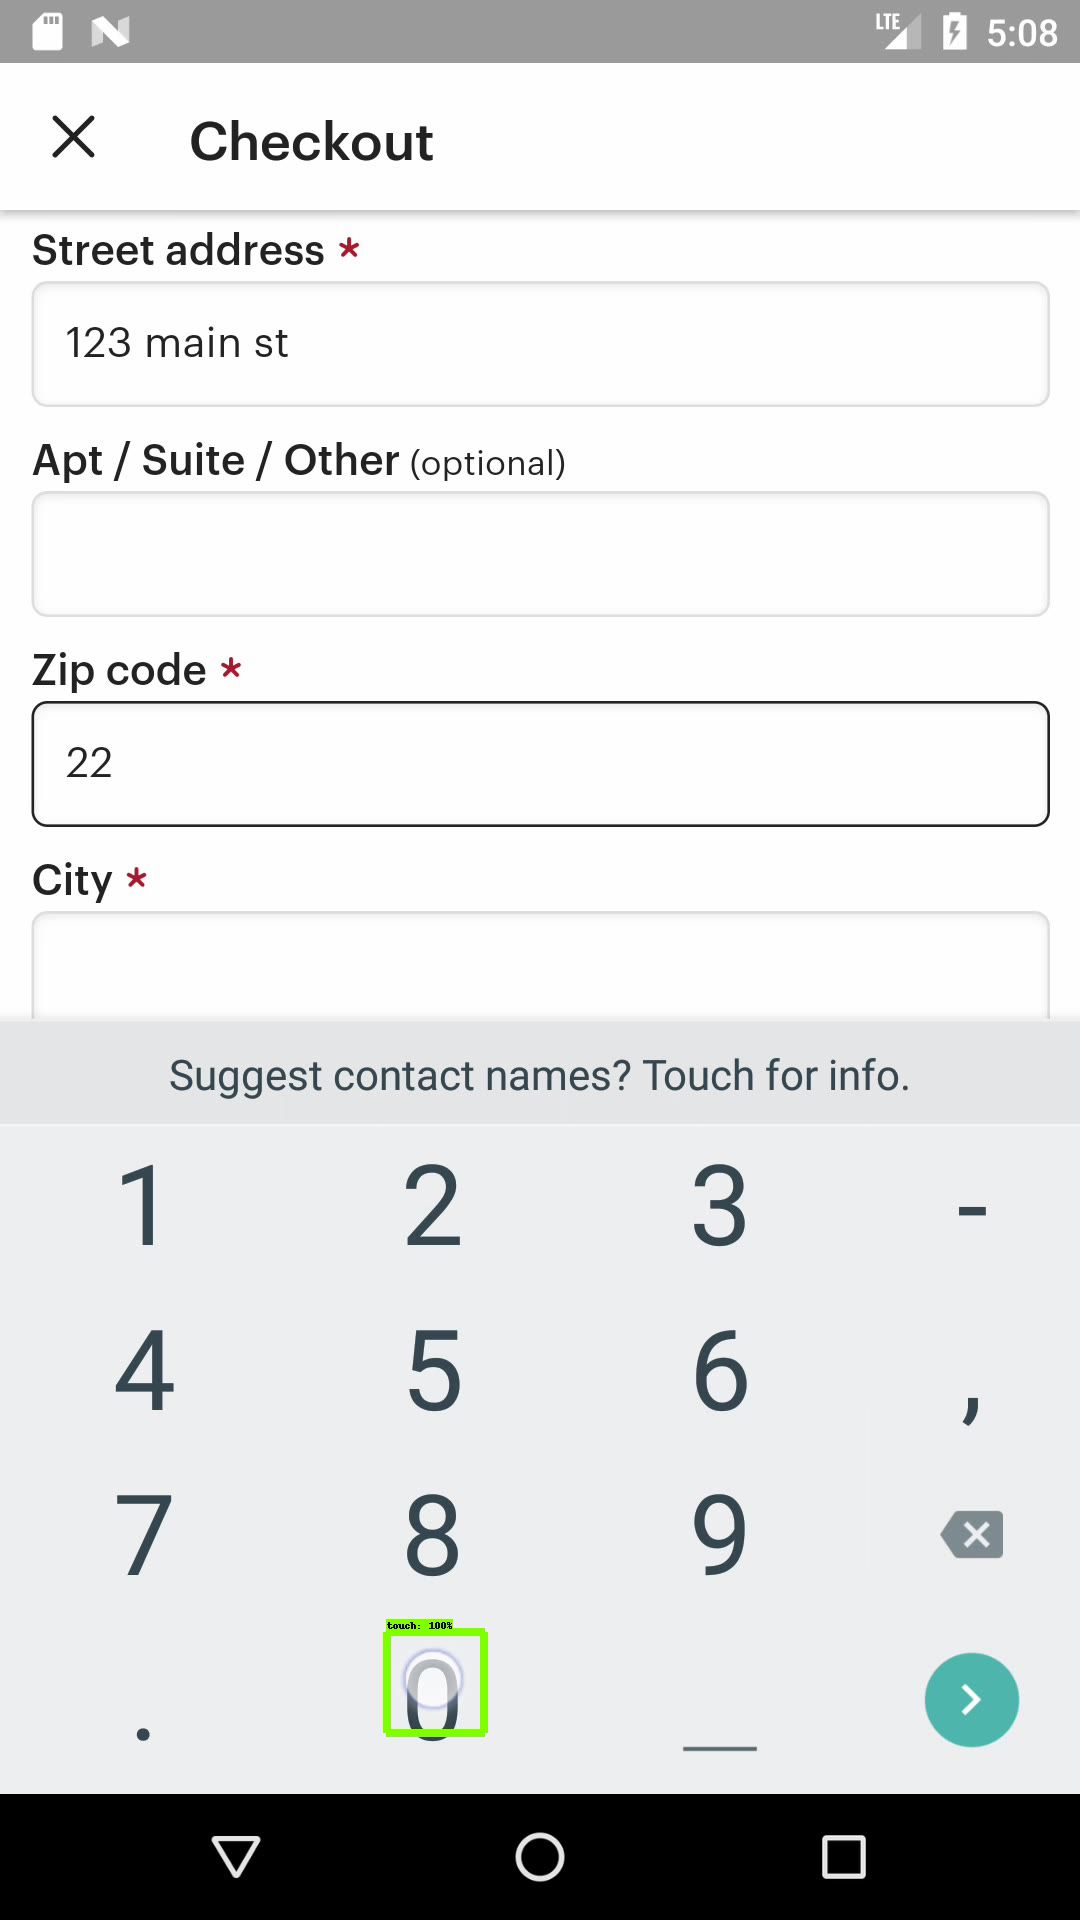 LTE 5:08
Checkout
Street address *
123 main st
Apt / Suite / Other (optional)
Zip code *
22
City *
Suggest contact names? Touch for info.
1 2 3 -
4 5 6 ,
7 8 9
touch: 100%
. 0